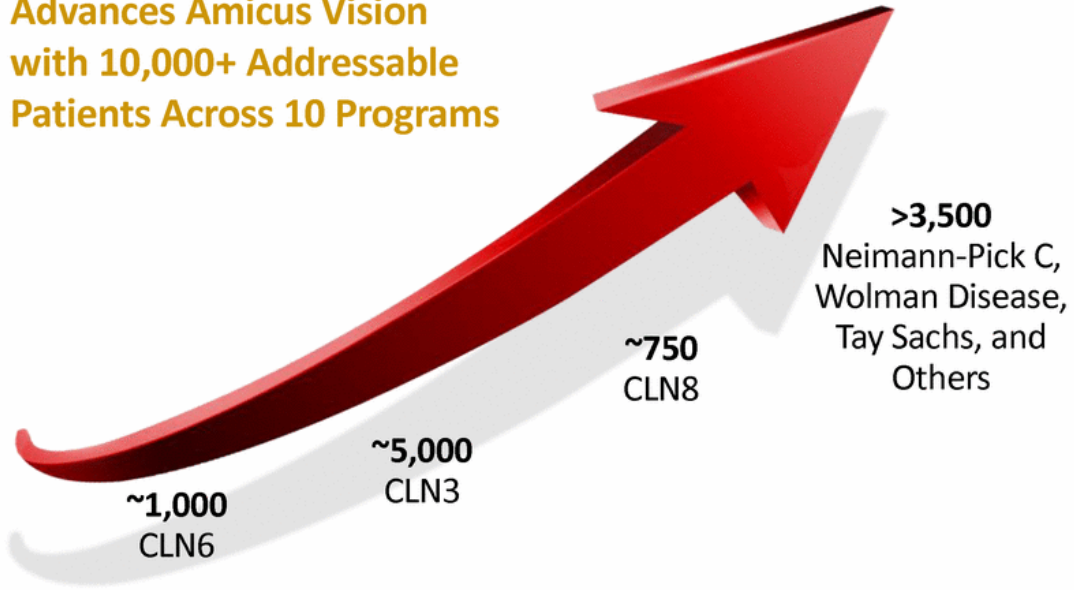 Advances Amicus Vision
with 10,000+ Addressable
Patients Across 10 Programs
>3,500
Neimann-Pick C,
Wolman Disease,
Tay Sachs, and
Others
~750
CLN8
~5,000
CLN3
~1,000
CLN6